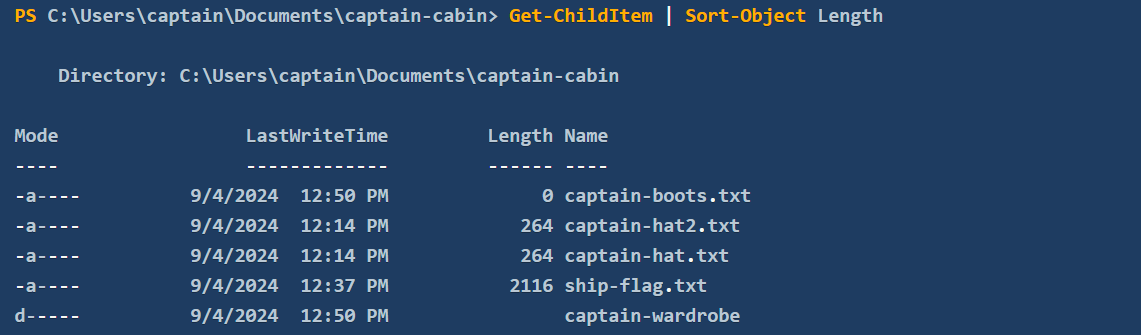 PS C:\Users\captain\Documents\captain-cabin> Get-ChildItem | Sort-Object Length
Directory: C:\Users\captain\Documents\captain-cabin
Mode LastWriteTime Length Name
---- ------------- ------ ----
-a---- 9/4/2024 12:50 PM 0 captain-boots.txt
-a---- 9/4/2024 12:14 PM 264 captain-hat2.txt
-a---- 9/4/2024 12:14 PM 264 captain-hat.txt
-a---- 9/4/2024 12:37 PM 2116 ship-flag.txt
d----- 9/4/2024 12:50 PM captain-wardrobe